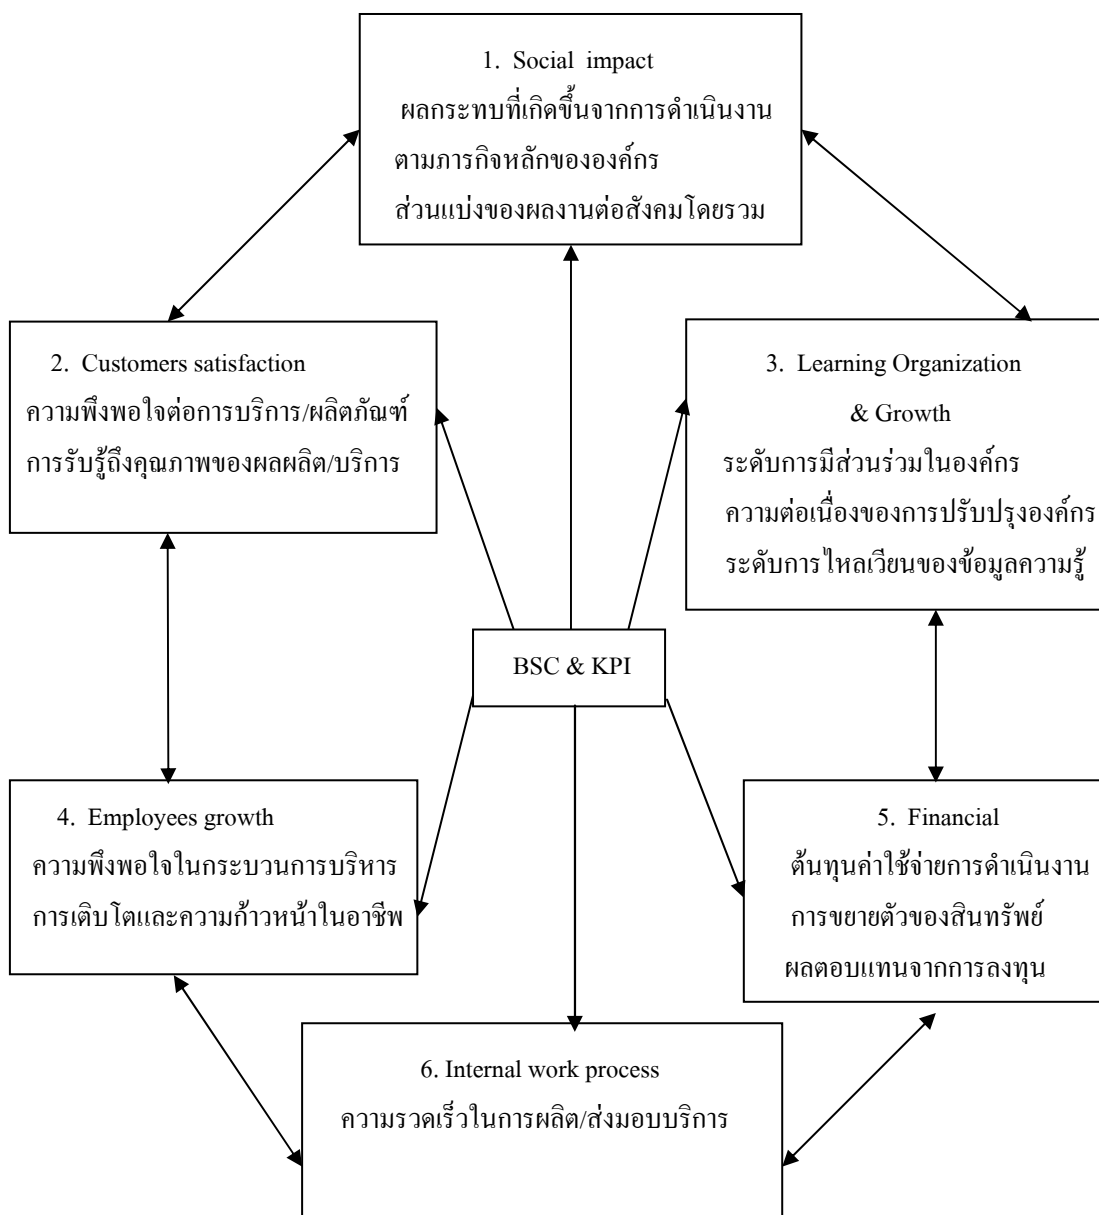 1. Social impact
ผลกระทบที่เกิดขึ้นจากการดำเนินงาน
ตามภารกิจหลักขององค์กร
ส่วนแบ่งของผลงานต่อสังคมโดยรวม
2. Customers satisfaction
ความพึงพอใจต่อการบริการ/ผลิตภัณฑ์
การรับรู้ถึงคุณภาพของผลผลิต/บริการ
3. Learning Organization
& Growth
ระดับการมีส่วนร่วมในองค์กร
ความต่อเนื่องของการปรับปรุงองค์กร
ระดับการไหลเวียนของข้อมูลความรู้
BSC & KPI
4. Employees growth
ความพึงพอใจในกระบวนการบริหาร
การเติบโตและความก้าวหน้าในอาชีพ
5. Financial
ต้นทุนค่าใช้จ่ายการดำเนินงาน
การขยายตัวของสินทรัพย์
ผลตอบแทนจากการลงทุน
6. Internal work process
ความรวดเร็วในการผลิต/ส่งมอบบริการ